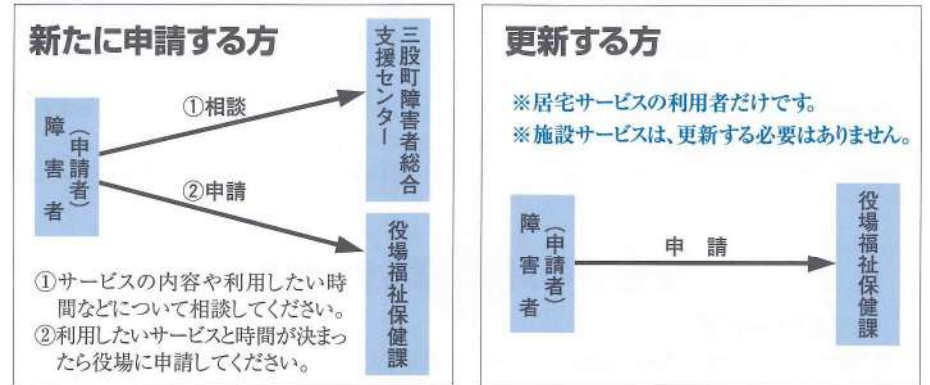 新たに申請する方
三股町障害者総合
支援センター
①相談
障害者
（申請者）
②申請
役場福祉保健課
①サービスの内容や利用したい時
間などについて相談してください。
②利用したいサービスと時間が決まっ
たら役場に申請してください。
更新する方
※居宅サービスの利用者だけです。
※施設サービスは、更新する必要はありません。
障害者
（申請者）
申請
役場福祉保健課